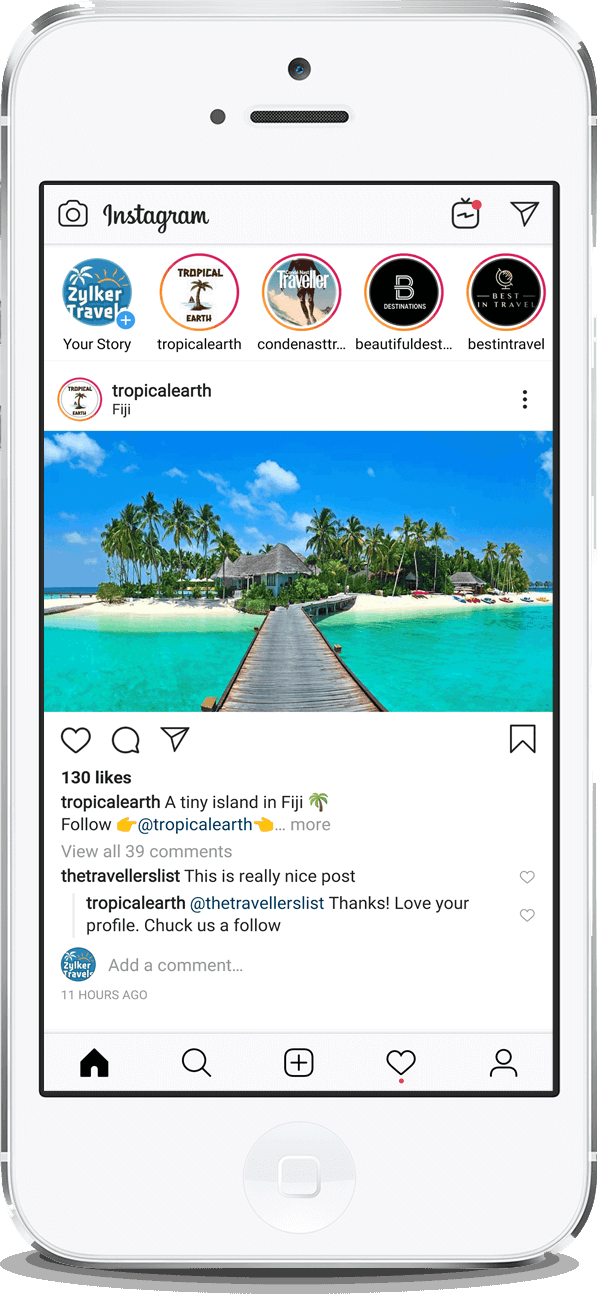 Instagram
Zylker
Travels
TROPICAL
EARTH
Condé Nast
Traveller
B
DESTINATIONS
BEST
IN TRAVEL
Your Story
tropicalearth
condenasttr...
beautifuldest...
bestintravel
TROPICAL
EARTH
tropicalearth
Fiji
130 likes
tropicalearth A tiny island in Fiji 🌴
Follow 👉@tropicalearth👈... more
View all 39 comments
thetravellerslist This is really nice post
tropicalearth @thetravellerslist Thanks! Love your
profile. Chuck us a follow
Zylker
Travels
Add a comment...
11 HOURS AGO